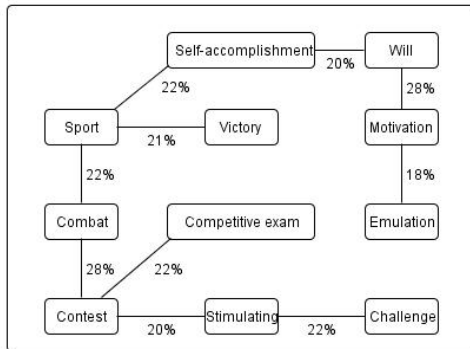 Self-accomplishment
20%
Will
22%
28%
Sport
21%
Victory
Motivation
22%
18%
Combat
Competitive exam
Emulation
28%
22%
Contest
20%
Stimulating
22%
Challenge